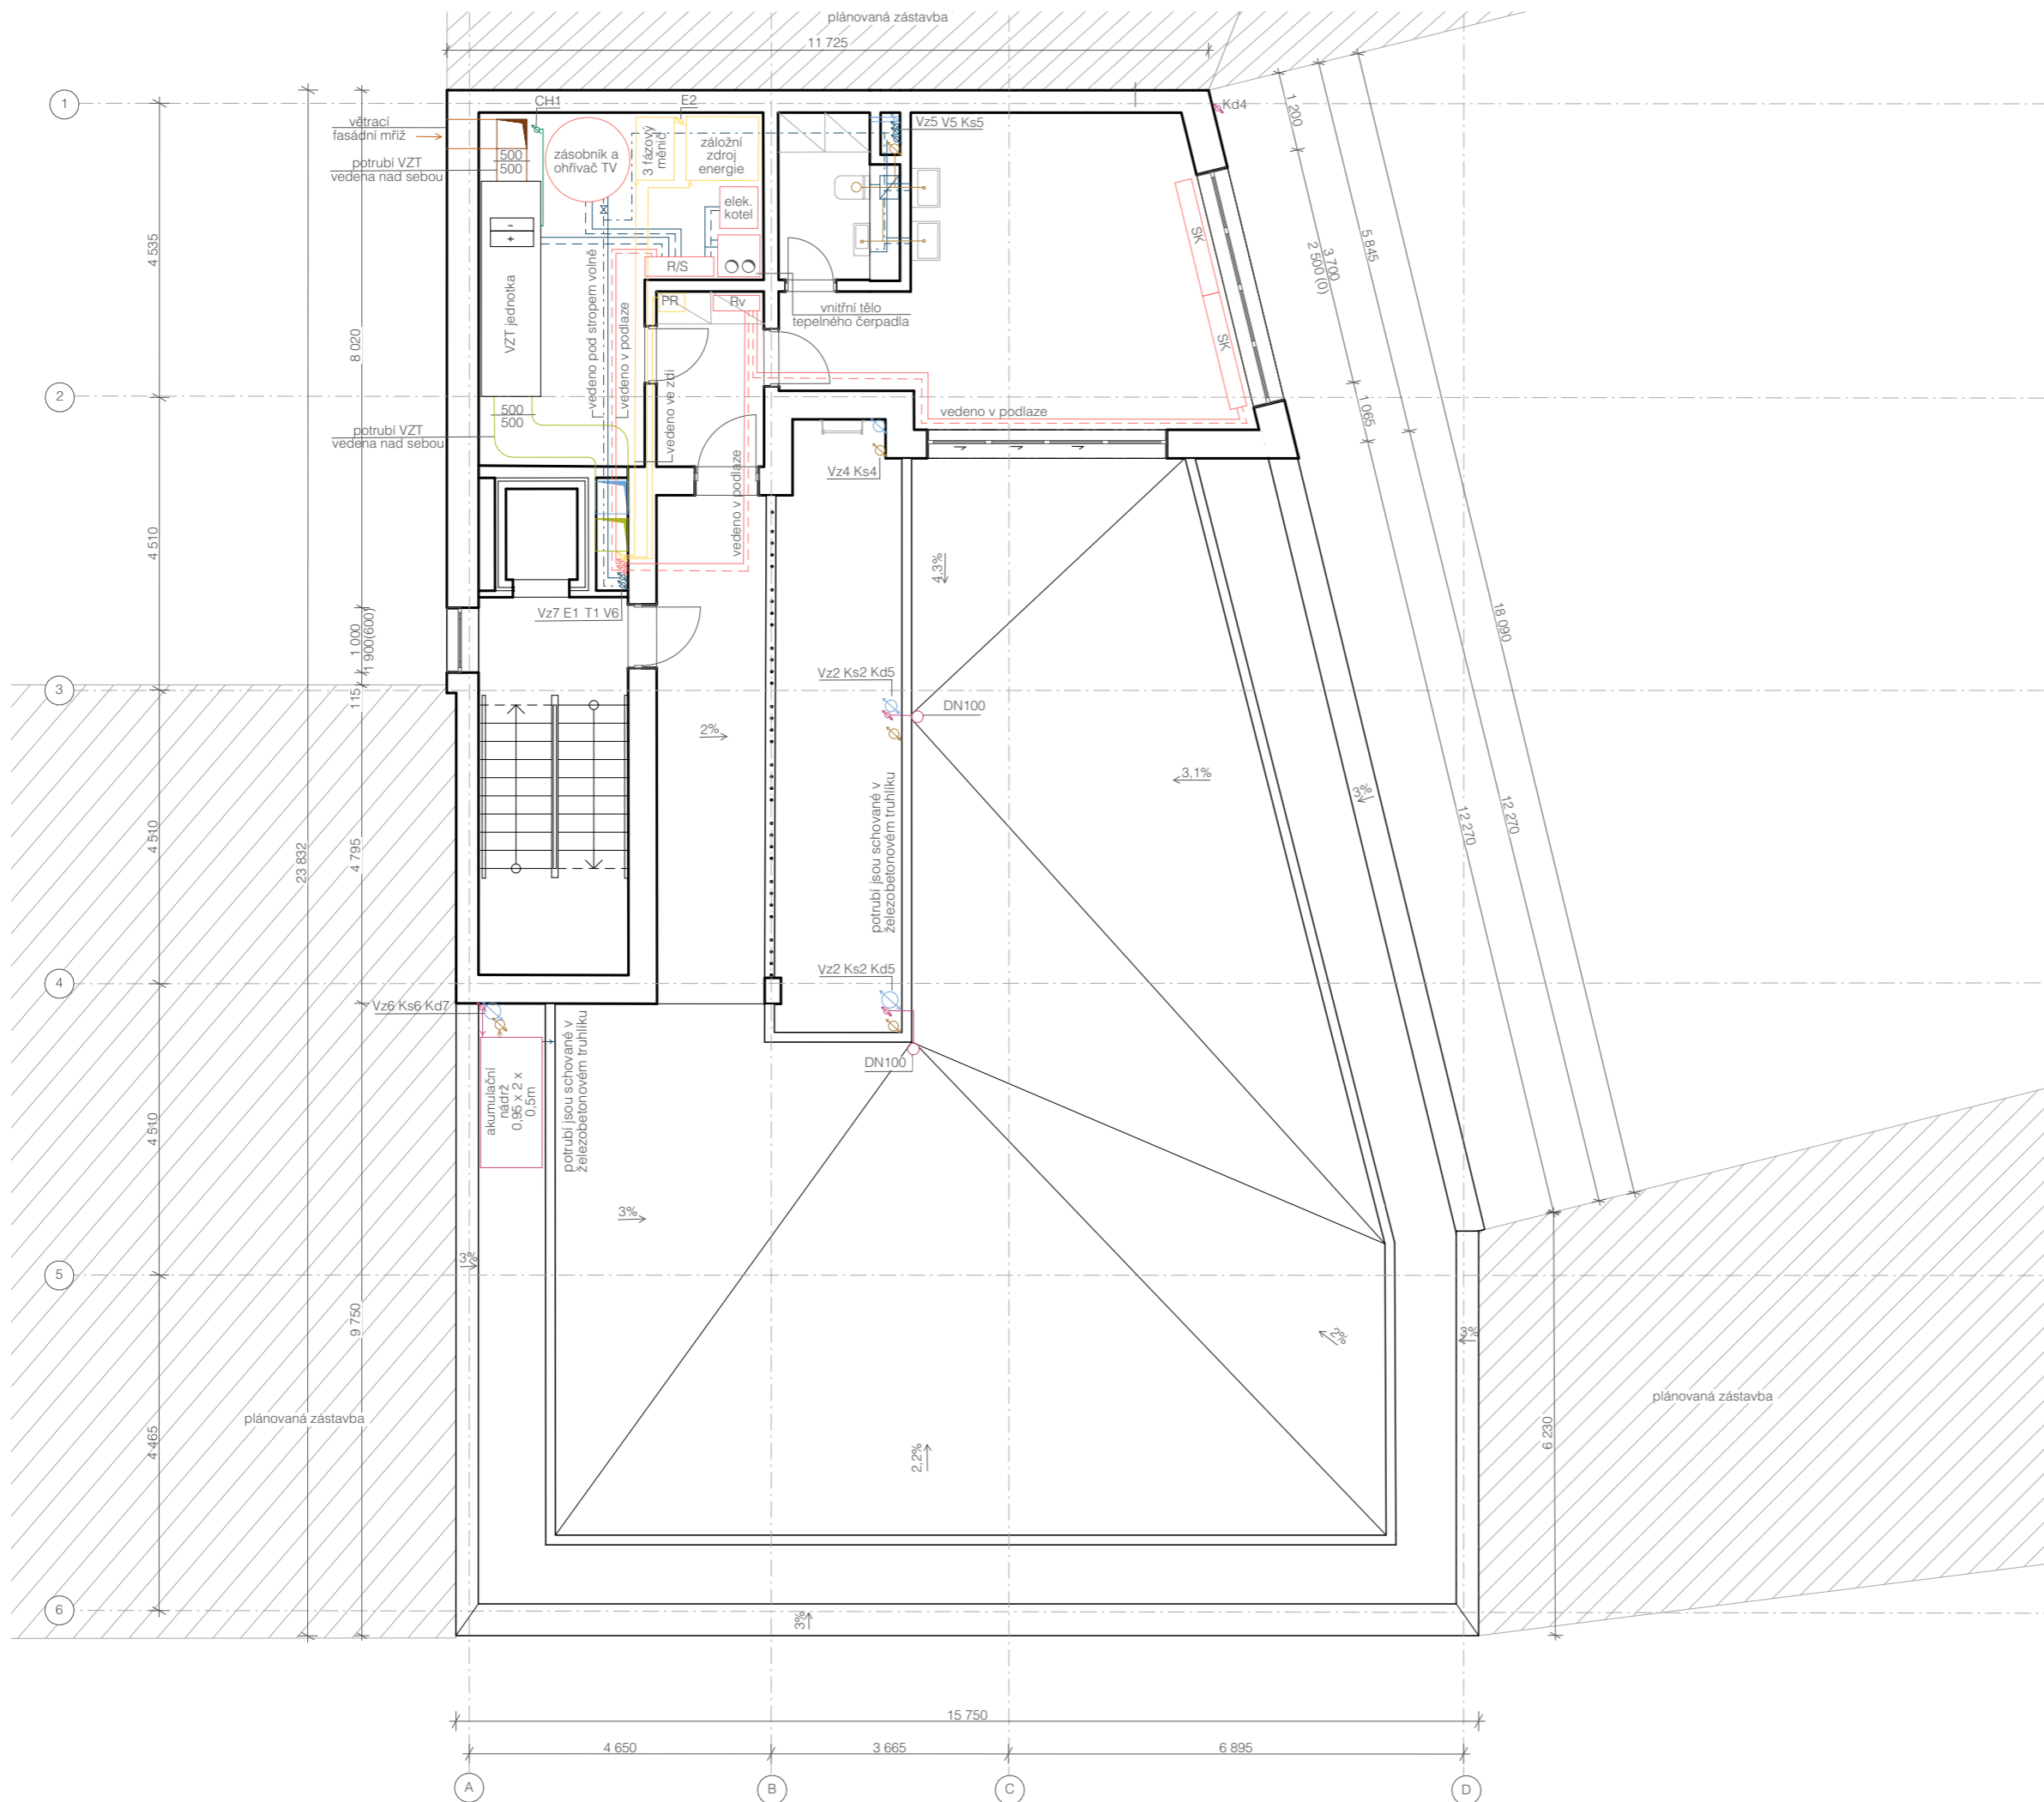 plánovaná zástavba
11 725
1
CH1
E2
Kd4
větrací
fasádní mříž
500
500
potrubí VZT
vedena nad sebou
zásobník a
ohřívač TV
3 fázový
měnič
záložní
zdroj
energie
Vz5 V5 Ks5
elek.
kotel
-
+
R/S
PR
Rv
vnitřní tělo
tepelného čerpadla
VZT jednotka
vedeno pod stropem volně
vedeno v podlaze
vedeno ve zdi
SK
SK
1 200
3 700
2 500(0)
5 845
1 065
4 535
8 020
2
500
500
potrubí VZT
vedena nad sebou
vedeno v podlaze
vedeno v podlaze
Vz4 Ks4
4 510
4,3%
Vz7 E1 T1 V6
1 000
1 900(600)
115
18 090
12 270
12 270
3
Vz2 Ks2 Kd5
DN100
2%
3,1%
3%
potrubí jsou schované v
železobetonovém truhlíku
4 510
23 832
4 795
4
Vz2 Ks2 Kd5
Vz6 Ks6 Kd7
DN100
akumulační
nádrž
0,95 x 2 x
0,5m
potrubí jsou schované v
železobetonovém truhlíku
4 510
3%
3%
5
9 750
2%
3%
plánovaná zástavba
4 465
plánovaná zástavba
6 230
2,2%
6
3%
15 750
4 650
3 665
6 895
A
B
C
D